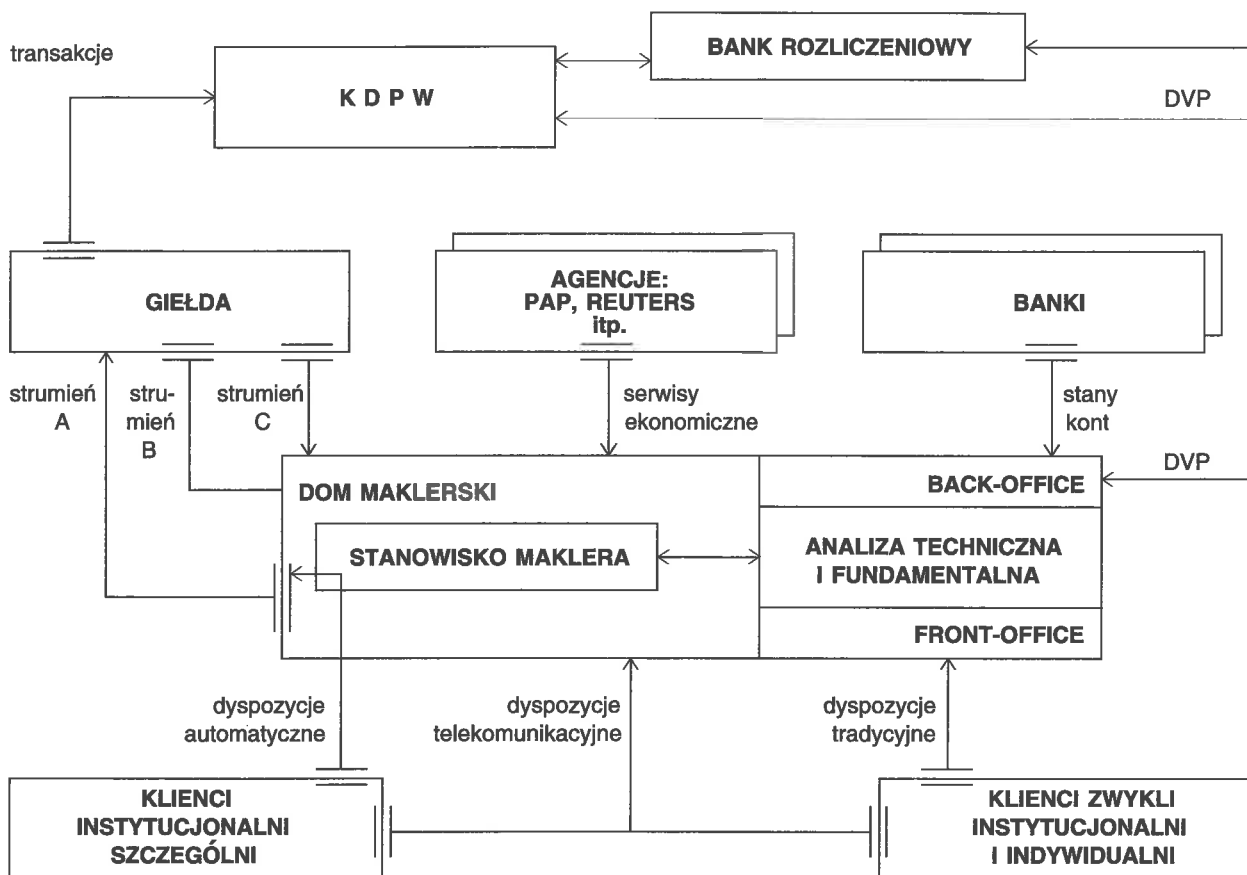 transakcje
BANK ROZLICZENIOWY
K D P W
DVP
GIEŁDA
AGENCJE:
PAP, REUTERS
itp.
BANKI
strumień
A
stru-
mień
B
strumień
C
serwisy
ekonomiczne
stany
kont
DOM MAKLERSKI
BACK-OFFICE
DVP
STANOWISKO MAKLERA
ANALIZA TECHNICZNA
I FUNDAMENTALNA
FRONT-OFFICE
dyspozycje
automatyczne
dyspozycje
telekomunikacyjne
dyspozycje
tradycyjne
KLIENCI
INSTYTUCJONALNI
SZCZEGÓLNI
KLIENCI ZWYKLI
INSTYTUCJONALNI
I INDYWIDUALNI